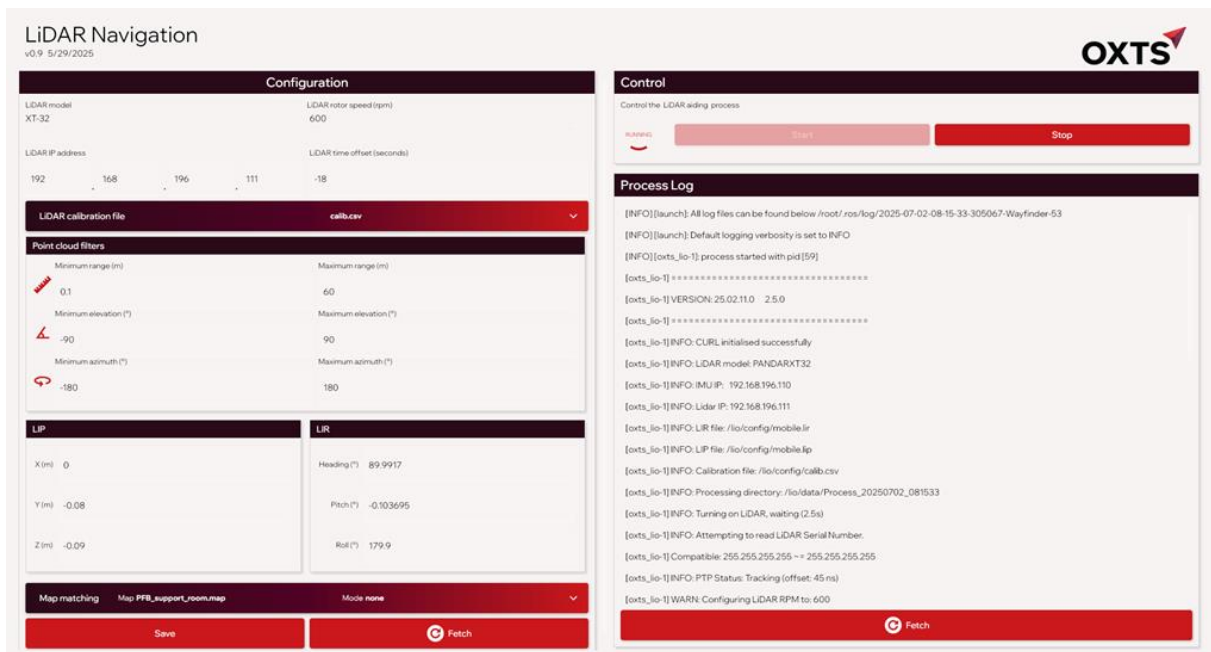 LiDAR Navigation
v0.9 5/29/2025
OXTS
Configuration
LiDAR model
LiDAR rotor speed (rpm)
XT-32
600
LiDAR IP address
LiDAR time offset (seconds)
192 . 168 . 196 . 111
-18
LiDAR calibration file calib.csv
Point cloud filters
Minimum range (m)
Maximum range (m)
0.1
60
Minimum elevation (°)
Maximum elevation (°)
-90
90
Minimum azimuth (°)
Maximum azimuth (°)
-180
180
LIP
X (m) 0
Y (m) -0.08
Z (m) -0.09
LIR
Heading (°) 89.9917
Pitch (°) -0.103695
Roll (°) 179.9
Map matching Map PFB_support_room.map Mode none
Save
Fetch
Control
Control the LiDAR aiding process
RUNNING
Start
Stop
Process Log
[INFO] [launch]: All log files can be found below /root/.ros/log/2025-07-02-08-15-33-305067-Wayfinder-53
[INFO] [launch]: Default logging verbosity is set to INFO
[INFO] [oxts_lio-1]: process started with pid [59]
[oxts_lio-1] ==================================
[oxts_lio-1] VERSION: 25.02.11.0 2.5.0
[oxts_lio-1] ==================================
[oxts_lio-1] INFO: CURL initialised successfully
[oxts_lio-1] INFO: LiDAR model: PANDARXT32
[oxts_lio-1] INFO: IMU IP: 192.168.196.110
[oxts_lio-1] INFO: Lidar IP: 192.168.196.111
[oxts_lio-1] INFO: LIR file: /lio/config/mobile.lir
[oxts_lio-1] INFO: LIP file: /lio/config/mobile.lip
[oxts_lio-1] INFO: Calibration file: /lio/config/calib.csv
[oxts_lio-1] INFO: Processing directory: /lio/data/Process_20250702_081533
[oxts_lio-1] INFO: Turning on LiDAR, waiting (2.5s)
[oxts_lio-1] INFO: Attempting to read LiDAR Serial Number.
[oxts_lio-1] Compatible: 255.255.255.255 ~= 255.255.255.255
[oxts_lio-1] INFO: PTP Status: Tracking (offset: 45 ns)
[oxts_lio-1] WARN: Configuring LiDAR RPM to: 600
Fetch